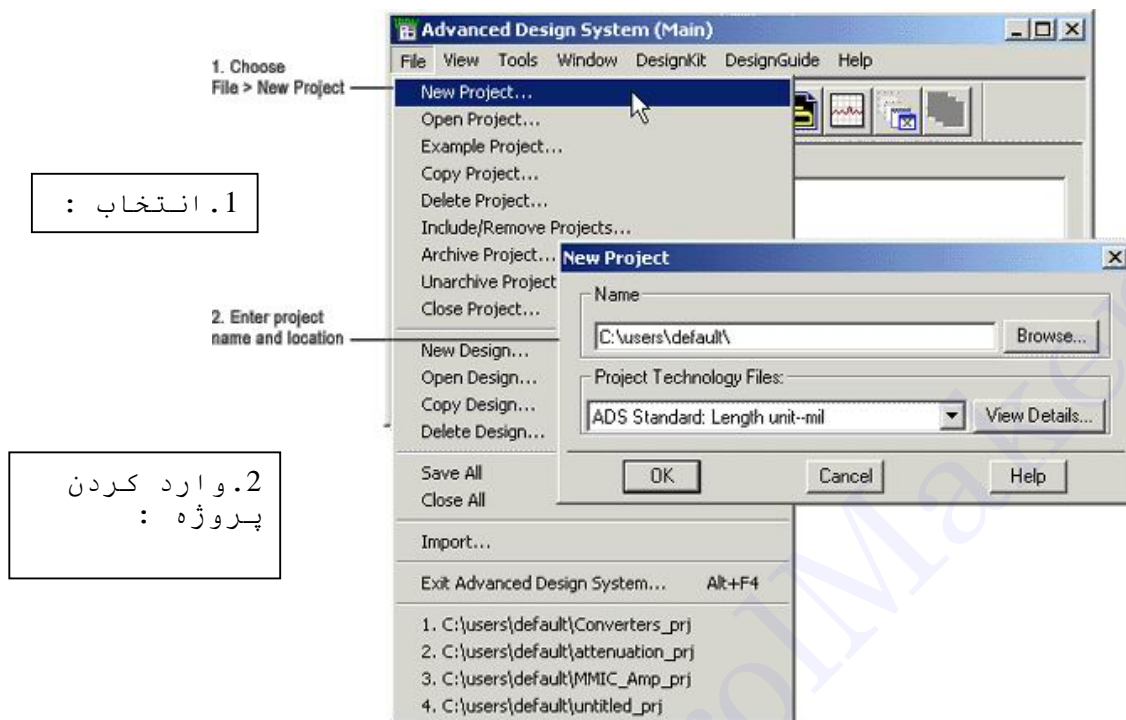 Advanced Design System (Main)
File View Tools Window DesignKit DesignGuide Help
1. Choose
File > New Project
New Project...
Open Project...
Example Project...
Copy Project...
Delete Project...
Include/Remove Projects...
Archive Project...
Unarchive Project
Close Project...
New Design...
Open Design...
Copy Design...
Delete Design...
Save All
Close All
Import...
Exit Advanced Design System... Alt+F4
1. C:\users\default\Converters_prj
2. C:\users\default\attenuation_prj
3. C:\users\default\MMIC_Amp_prj
4. C:\users\default\untitled_prj
1.انتخاب :
2. Enter project
name and location
2.وارد کردن
پروژه :
New Project
Name
C:\users\default\
Browse...
Project Technology Files:
ADS Standard: Length unit--mil
View Details...
OK Cancel Help